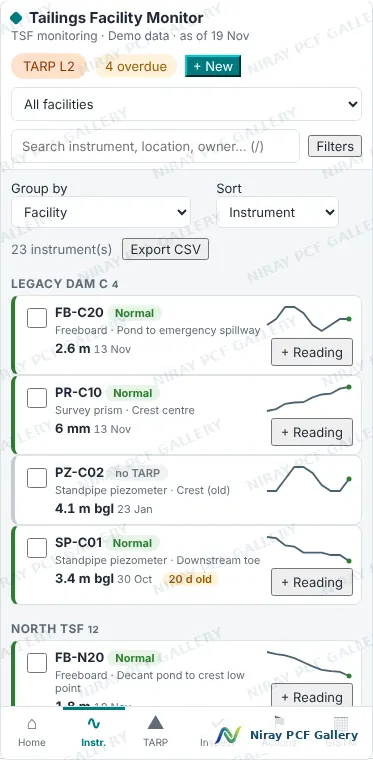 Tailings Facility Monitor
TSF monitoring · Demo data · as of 19 Nov
TARP L2 4 overdue + New
All facilities
Search instrument, location, owner... (/) Filters
Group by Sort
Facility Instrument
23 instrument(s) Export CSV
LEGACY DAM C 4
FB-C20 Normal
Freeboard · Pond to emergency spillway
2.6 m 13 Nov
+ Reading
PR-C10 Normal
Survey prism · Crest centre
6 mm 13 Nov
+ Reading
PZ-C02 no TARP
Standpipe piezometer · Crest (old)
4.1 m bgl 23 Jan
SP-C01 Normal
Standpipe piezometer · Downstream toe
3.4 m bgl 30 Oct 20 d old
+ Reading
NORTH TSF 12
FB-N20 Normal
Freeboard · Decant pond to crest low
point
+ Reading
1.8 m
Home Instr. TARP
Niray PCF Gallery
NIRAY PCF GALLERY